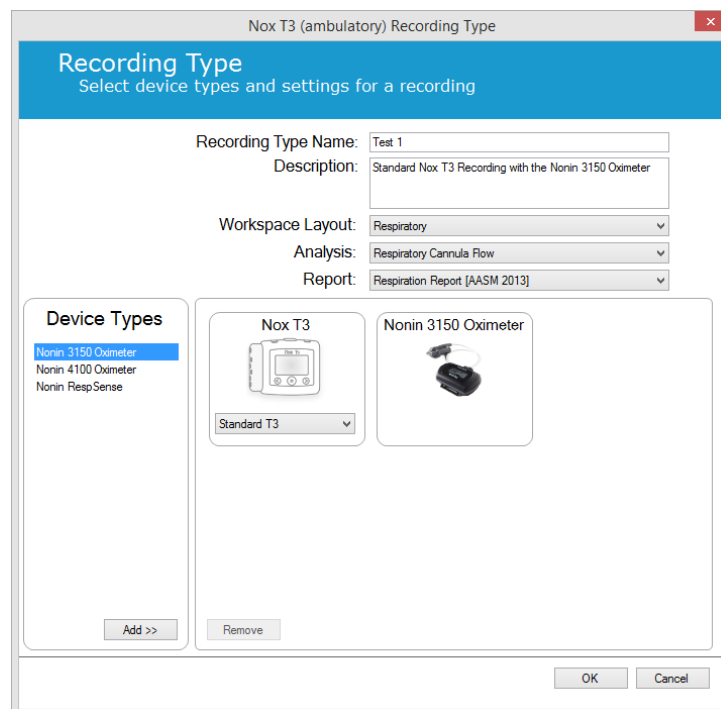 Nox T3 (ambulatory) Recording Type
Recording Type
Select device types and settings for a recording
Recording Type Name: Test 1
Description: Standard Nox T3 Recording with the Nonin 3150 Oximeter
Workspace Layout: Respiratory
Analysis: Respiratory Cannula Flow
Report: Respiration Report [AASM 2013]
Device Types
Nonin 3150 Oximeter
Nonin 4100 Oximeter
Nonin RespSense
Add >>
Nox T3
Nox T3
Standard T3
Nonin 3150 Oximeter
Remove
OK
Cancel